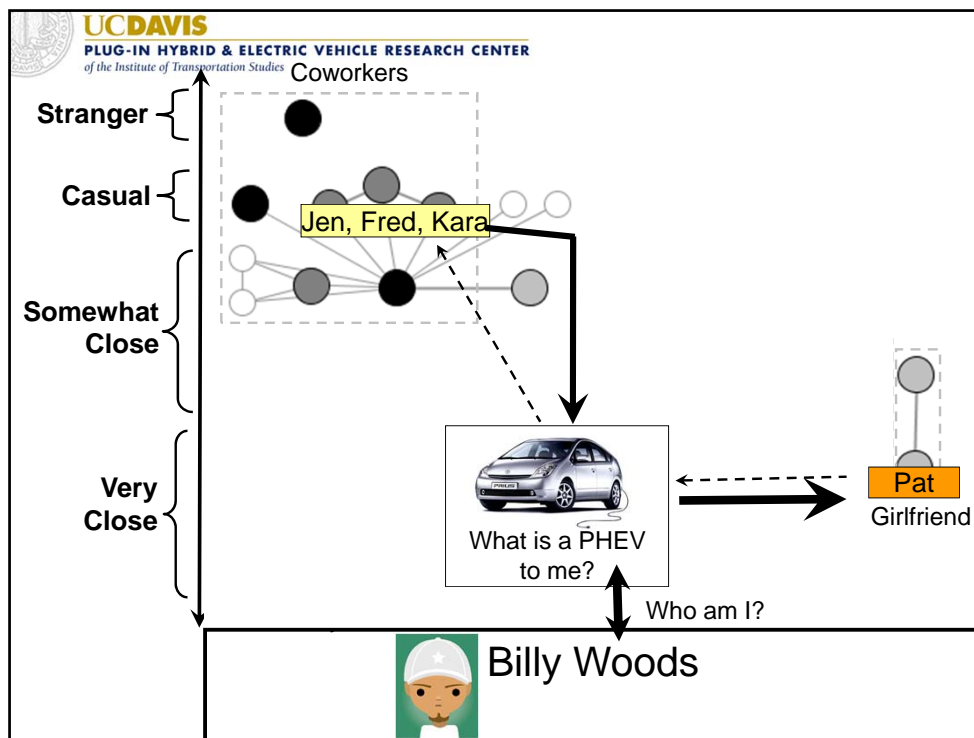 UCDAVIS
PLUG-IN HYBRID & ELECTRIC VEHICLE RESEARCH CENTER
of the Institute of Transportation Studies
Coworkers
Stranger
Casual
Jen, Fred, Kara
Somewhat
Close
Very
Close
PRIUS
What is a PHEV
to me?
Pat
Girlfriend
Who am I?
Billy Woods